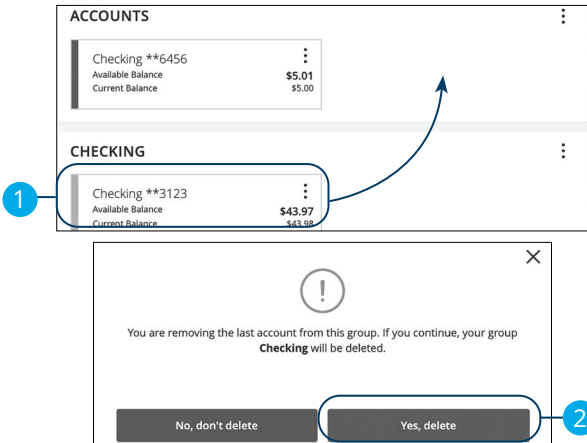 ACCOUNTS
Checking **6456
Available Balance $5.01
Current Balance $5.00
CHECKING
1
Checking **3123
Available Balance $43.97
Current Balance $43.98
You are removing the last account from this group. If you continue, your group
Checking will be deleted.
No, don't delete Yes, delete
2